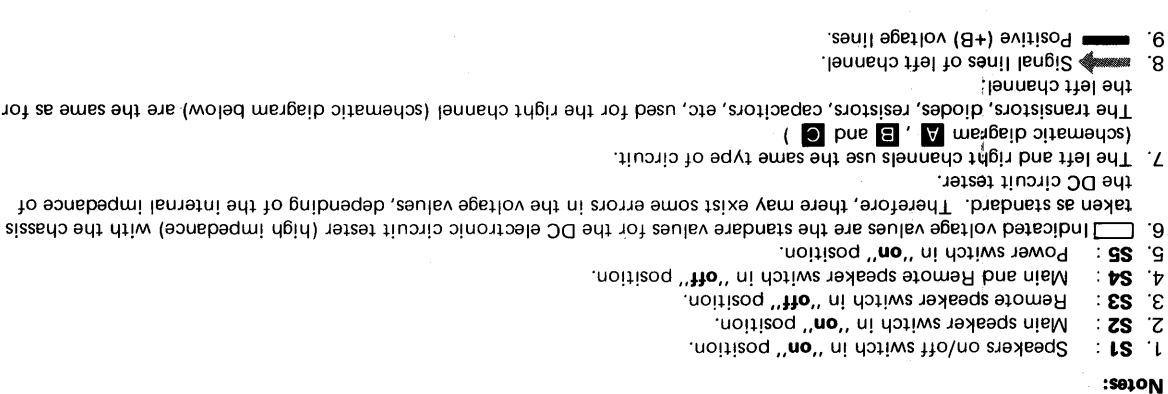 Notes:
1. S1 : Speakers on/off switch in "on" position.
2. S2 : Main speaker switch in "on" position.
3. S3 : Remote speaker switch in "off" position.
4. S4 : Main and Remote speaker switch in "off" position.
5. S5 : Power switch in "on" position.
6. Indicated voltage values are the standare values for the DC electronic circuit tester (high impedance) with the chassis
taken as standard. Therefore, there may exist some errors in the voltage values, depending of the internal impedance of
the DC circuit tester.
7. The left and right channels use the same type of circuit.
(schematic diagram A , B and C )
The transistors, diodes, resistors, capacitors, etc, used for the right channel (schematic diagram below) are the same as for
the left channel.
8. Signal lines of left channel.
9. Positive (+B) voltage lines.